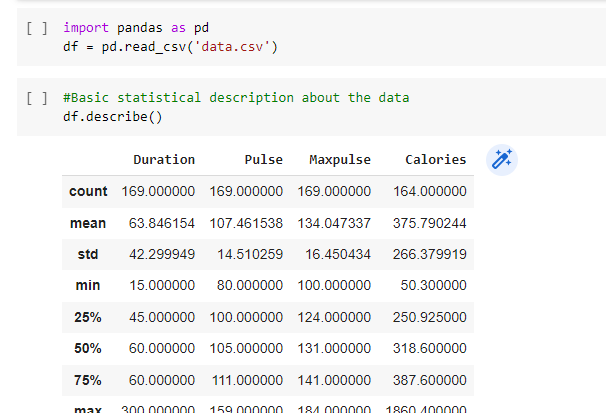 [ ] import pandas as pd
df = pd.read_csv('data.csv')
[ ] #Basic statistical description about the data
df.describe()
Duration Pulse Maxpulse Calories
count 169.000000 169.000000 169.000000 164.000000
mean 63.846154 107.461538 134.047337 375.790244
std 42.299949 14.510259 16.450434 266.379919
min 15.000000 80.000000 100.000000 50.300000
25% 45.000000 100.000000 124.000000 250.925000
50% 60.000000 105.000000 131.000000 318.600000
75% 60.000000 111.000000 141.000000 387.600000
max 300.000000 159.000000 184.000000 1860.400000